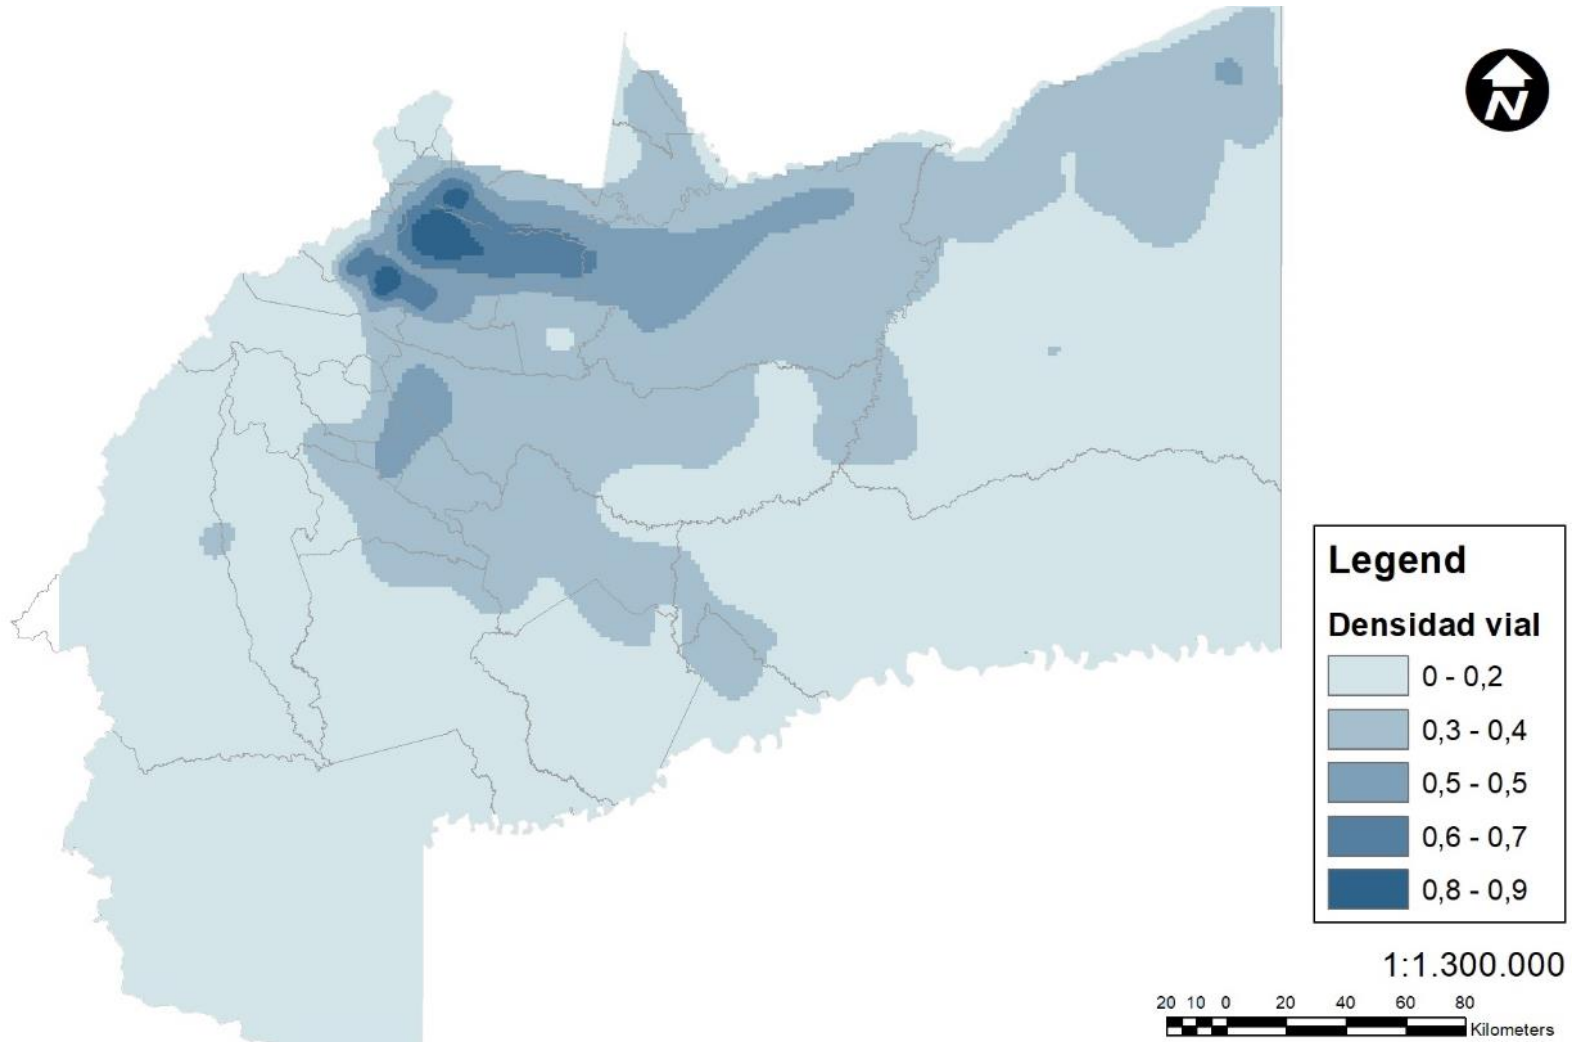 N
Legend
Densidad vial
0 - 0,2
0,3 - 0,4
0,5 - 0,5
0,6 - 0,7
0,8 - 0,9
1:1.300.000
20 10 0 20 40 60 80
Kilometers